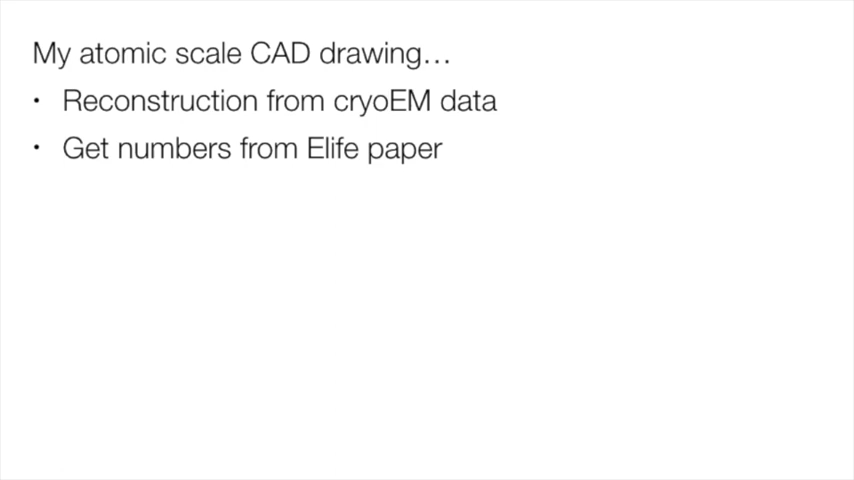 My atomic scale CAD drawing…
• Reconstruction from cryoEM data
• Get numbers from Elife paper